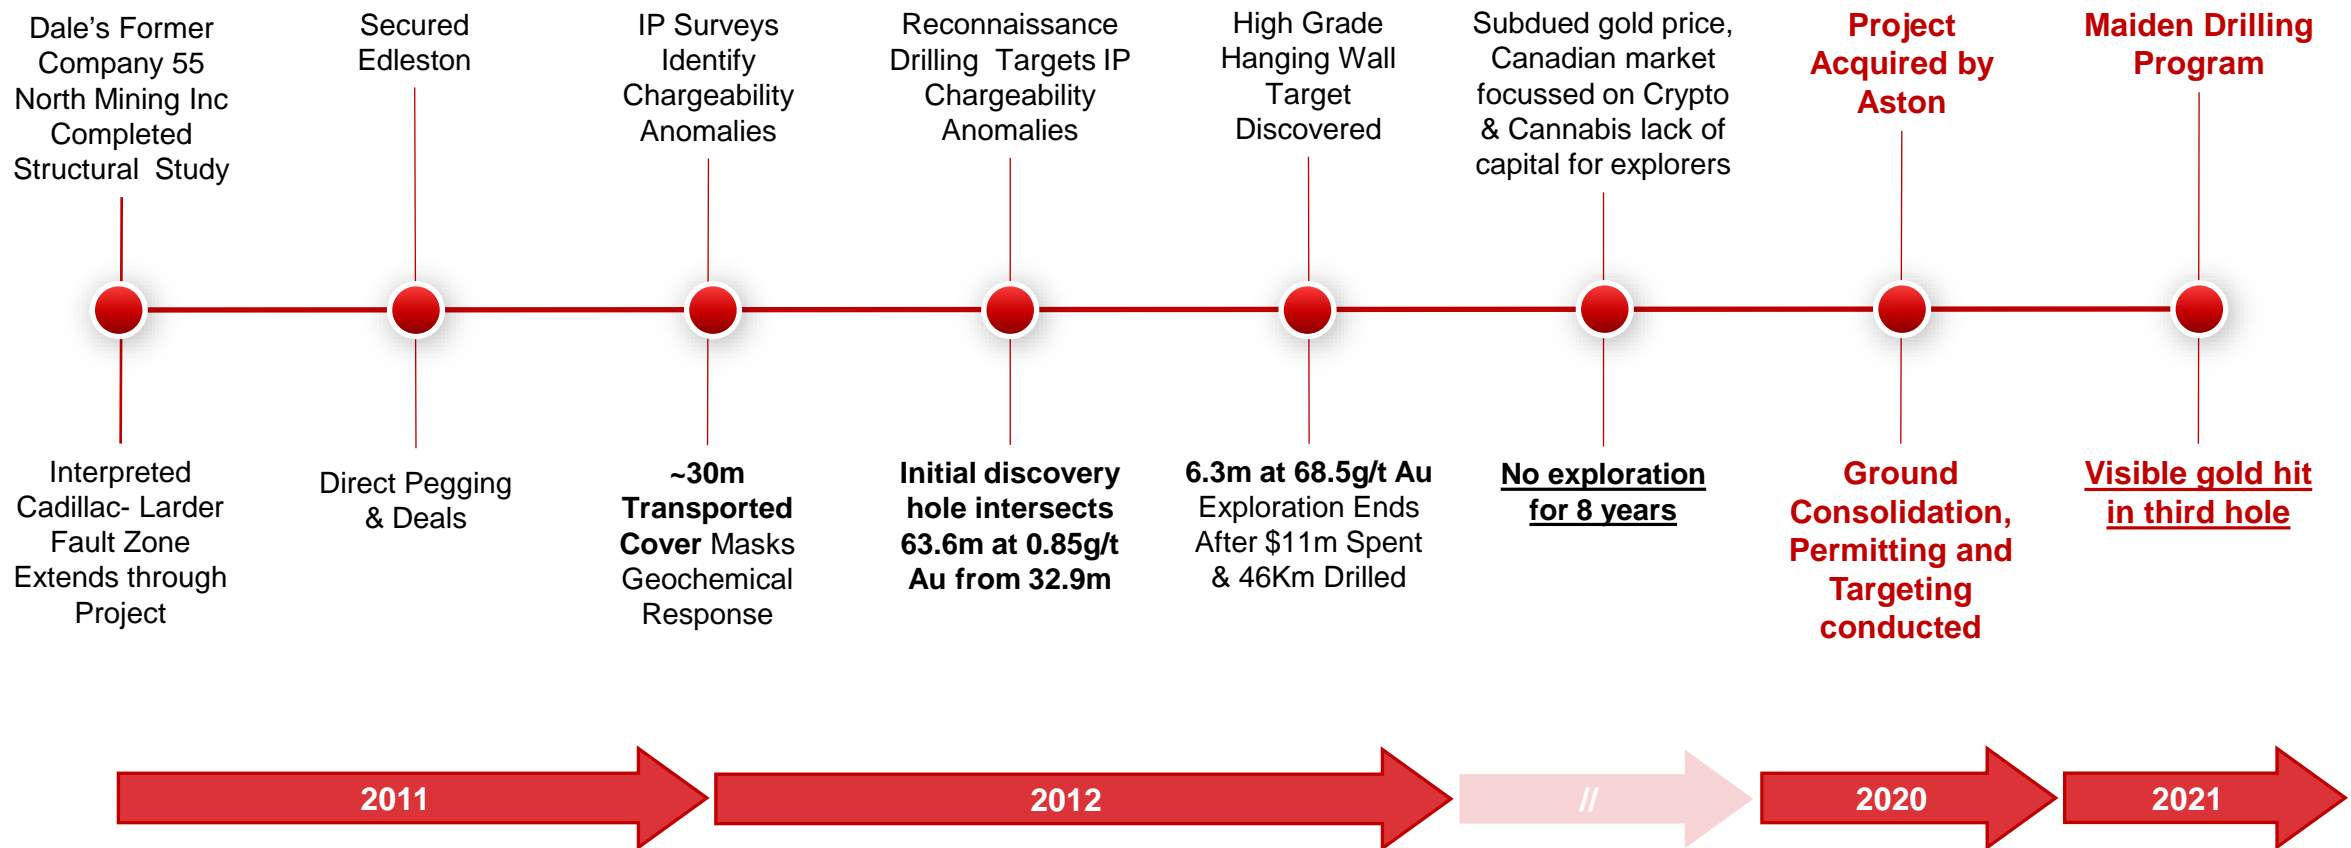 Dale's Former
Company 55
North Mining Inc
Completed
Structural  Study
Secured
Edleston
IP Surveys
Identify
Chargeability
Anomalies
Reconnaissance
Drilling  Targets IP
Chargeability
Anomalies
High Grade
Hanging Wall
Target
Discovered
Subdued gold price,
Canadian market
focussed on Crypto
& Cannabis lack of
capital for explorers
Project
Acquired by
Aston
Maiden Drilling
Program
Interpreted
Cadillac- Larder
Fault Zone
Extends through
Project
Direct Pegging
& Deals
~30m
Transported
Cover Masks
Geochemical
Response
Initial discovery
hole intersects
63.6m at 0.85g/t
Au from 32.9m
6.3m at 68.5g/t Au
Exploration Ends
After $11m Spent
& 46Km Drilled
No exploration
for 8 years
Ground
Consolidation,
Permitting and
Targeting
conducted
Visible gold hit
in third hole
2011
2012
//
2020
2021